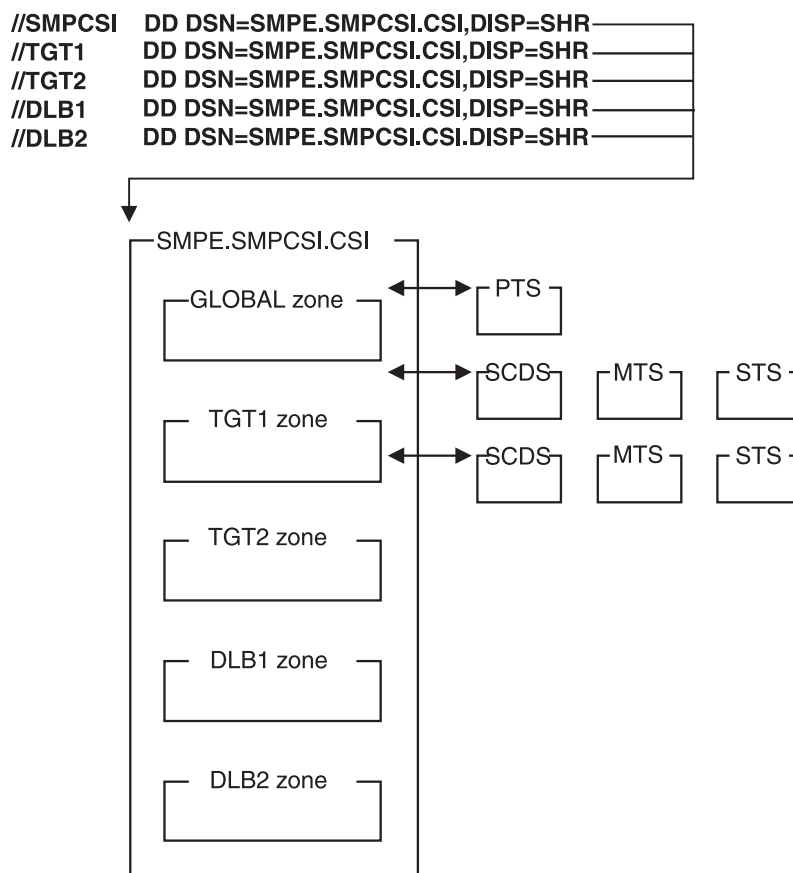 //SMPCSI DD DSN=SMPE.SMPCSI.CSI,DISP=SHR
//TGT1 DD DSN=SMPE.SMPCSI.CSI,DISP=SHR
//TGT2 DD DSN=SMPE.SMPCSI.CSI,DISP=SHR
//DLB1 DD DSN=SMPE.SMPCSI.CSI,DISP=SHR
//DLB2 DD DSN=SMPE.SMPCSI.CSI.DISP=SHR
SMPE.SMPCSI.CSI
GLOBAL zone
PTS
SCDS MTS STS
TGT1 zone
SCDS MTS STS
TGT2 zone
DLB1 zone
DLB2 zone